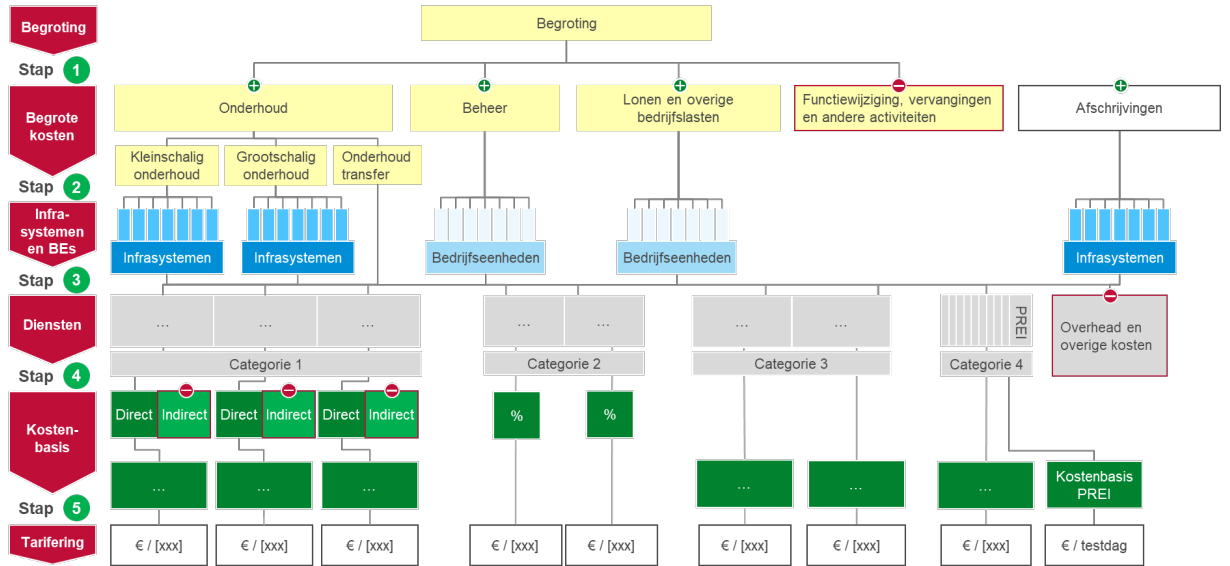 Begroting
Begroting
Stap 1
Begrote
kosten
Onderhoud
Beheer
Lonen en overige
bedrijfslasten
Functiewijziging, vervangingen
en andere activiteiten
Afschrijvingen
Kleinschalig
onderhoud
Grootschalig
onderhoud
Onderhoud
transfer
Stap 2
Infra-
systemen
en BEs
Infrasystemen
Infrasystemen
Bedrijfseenheden
Bedrijfseenheden
Infrasystemen
Stap 3
Diensten
...
...
...
...
...
...
...
PREI
Overhead en
overige kosten
Categorie 1
Categorie 2
Categorie 3
Categorie 4
Stap 4
Kosten-
basis
Direct
Indirect
Direct
Indirect
Direct
Indirect
%
%
...
...
...
...
...
...
Kostenbasis
PREI
Stap 5
Tarifering
€ / [xxx]
€ / [xxx]
€ / [xxx]
€ / [xxx]
€ / [xxx]
€ / [xxx]
€ / [xxx]
€ / [xxx]
€ / testdag